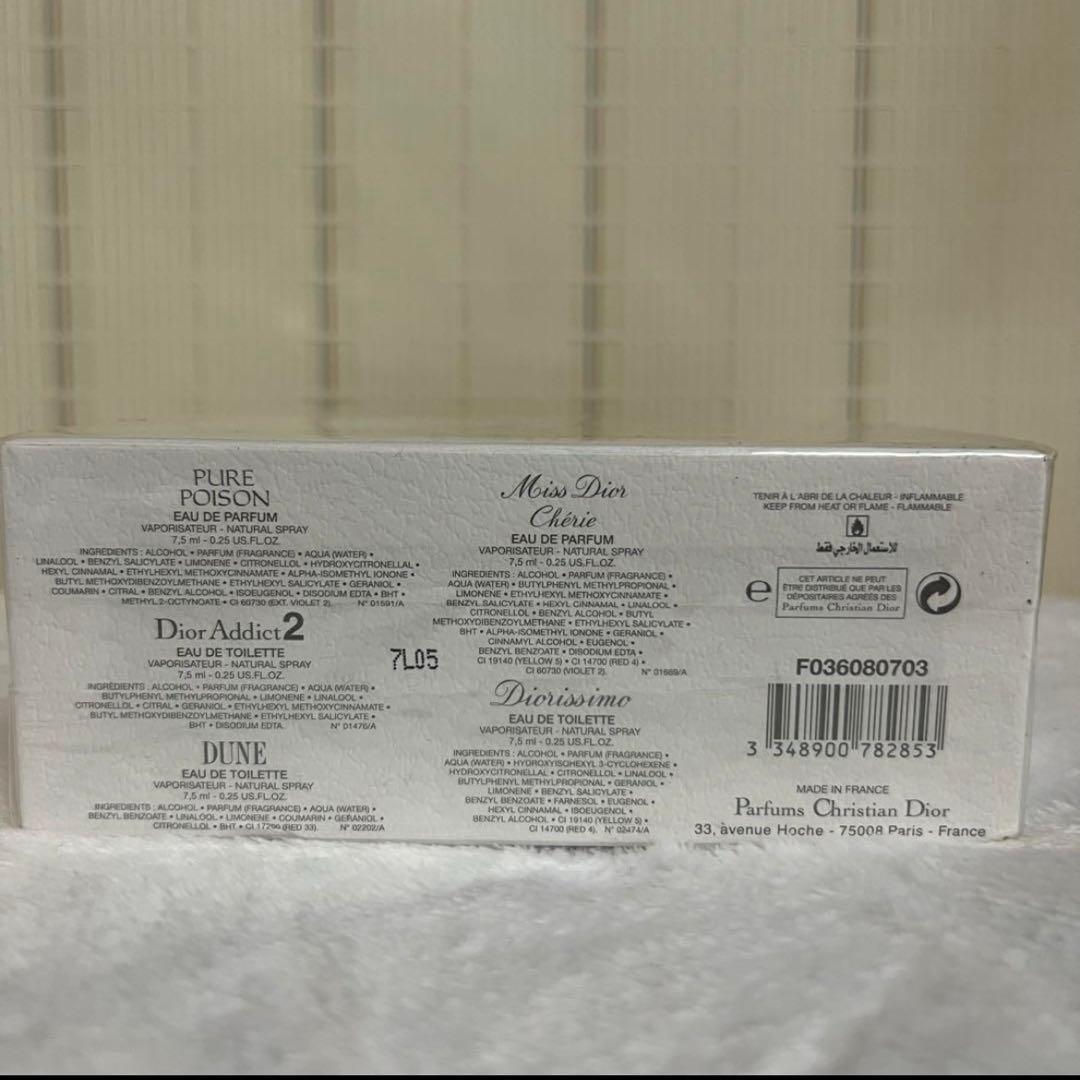 PURE
POISON
EAU DE PARFUM
VAPORISATEUR - NATURAL SPRAY
7,5 ml - 0.25 US.FL.OZ.
INGREDIENTS : ALCOHOL • PARFUM (FRAGRANCE) • AQUA (WATER) •
LINALOOL • BENZYL SALICYLATE • LIMONENE • CITRONELLOL • HYDROXYCITRONELLAL •
HEXYL CINNAMAL • ETHYLHEXYL METHOXYCINNAMATE • ALPHA-ISOMETHYL IONONE •
BUTYL METHOXYDIBENZOYLMETHANE • ETHYLHEXYL SALICYLATE • GERANIOL •
COUMARIN • CITRAL • BENZYL ALCOHOL • ISOEUGENOL • DISODIUM EDTA • BHT •
METHYL 2-OCTYNOATE • CI 60730 (EXT. VIOLET 2). N° 01591/A
Dior Addict 2
EAU DE TOILETTE
VAPORISATEUR - NATURAL SPRAY
7,5 ml - 0.25 US.FL.OZ.
INGREDIENTS : ALCOHOL • PARFUM (FRAGRANCE) • AQUA (WATER) •
BUTYLPHENYL METHYLPROPIONAL • LIMONENE • LINALOOL •
CITRONELLOL • CITRAL • GERANIOL • ETHYLHEXYL METHOXYCINNAMATE •
BUTYL METHOXYDIBENZOYLMETHANE • ETHYLHEXYL SALICYLATE •
BHT • DISODIUM EDTA. N° 01476/A
DUNE
EAU DE TOILETTE
VAPORISATEUR - NATURAL SPRAY
7,5 ml - 0.25 US.FL.OZ.
INGREDIENTS : ALCOHOL • PARFUM (FRAGRANCE) • AQUA (WATER) •
BENZYL BENZOATE • LINALOOL • LIMONENE • COUMARIN • GERANIOL •
CITRONELLOL • BHT • CI 17200 (RED 33). N° 02202/A
7L05
Miss Dior
Chérie
EAU DE PARFUM
VAPORISATEUR - NATURAL SPRAY
7,5 ml - 0.25 US.FL.OZ.
INGREDIENTS : ALCOHOL • PARFUM (FRAGRANCE) •
AQUA (WATER) • BUTYLPHENYL METHYLPROPIONAL •
LIMONENE • ETHYLHEXYL METHOXYCINNAMATE •
BENZYL SALICYLATE • HEXYL CINNAMAL • LINALOOL •
CITRONELLOL • BENZYL ALCOHOL • BUTYL
METHOXYDIBENZOYLMETHANE • ETHYLHEXYL SALICYLATE •
BHT • ALPHA-ISOMETHYL IONONE • GERANIOL •
CINNAMYL ALCOHOL • EUGENOL •
BENZYL BENZOATE • DISODIUM EDTA •
CI 19140 (YELLOW 5) • CI 14700 (RED 4) •
CI 60730 (VIOLET 2). N° 01669/A
Diorissimo
EAU DE TOILETTE
VAPORISATEUR - NATURAL SPRAY
7,5 ml - 0.25 US.FL.OZ.
INGREDIENTS : ALCOHOL • PARFUM (FRAGRANCE) •
AQUA (WATER) • HYDROXYISOHEXYL 3-CYCLOHEXENE •
HYDROXYCITRONELLAL • CITRONELLOL • LINALOOL •
BUTYLPHENYL METHYLPROPIONAL • GERANIOL •
LIMONENE • BENZYL SALICYLATE •
BENZYL BENZOATE • FARNESOL • EUGENOL •
HEXYL CINNAMAL • ISOEUGENOL •
BENZYL ALCOHOL • CI 19140 (YELLOW 5) •
CI 14700 (RED 4). N° 02474/A
TENIR À L'ABRI DE LA CHALEUR - INFLAMMABLE
KEEP FROM HEAT OR FLAME - FLAMMABLE
للاستعمال الخارجي فقط
e
CET ARTICLE NE PEUT
ÊTRE DISTRIBUÉ QUE PAR LES
DÉPOSITAIRES AGRÉÉS DES
Parfums Christian Dior
F036080703
3 348900 782853
MADE IN FRANCE
Parfums Christian Dior
33, avenue Hoche - 75008 Paris - France